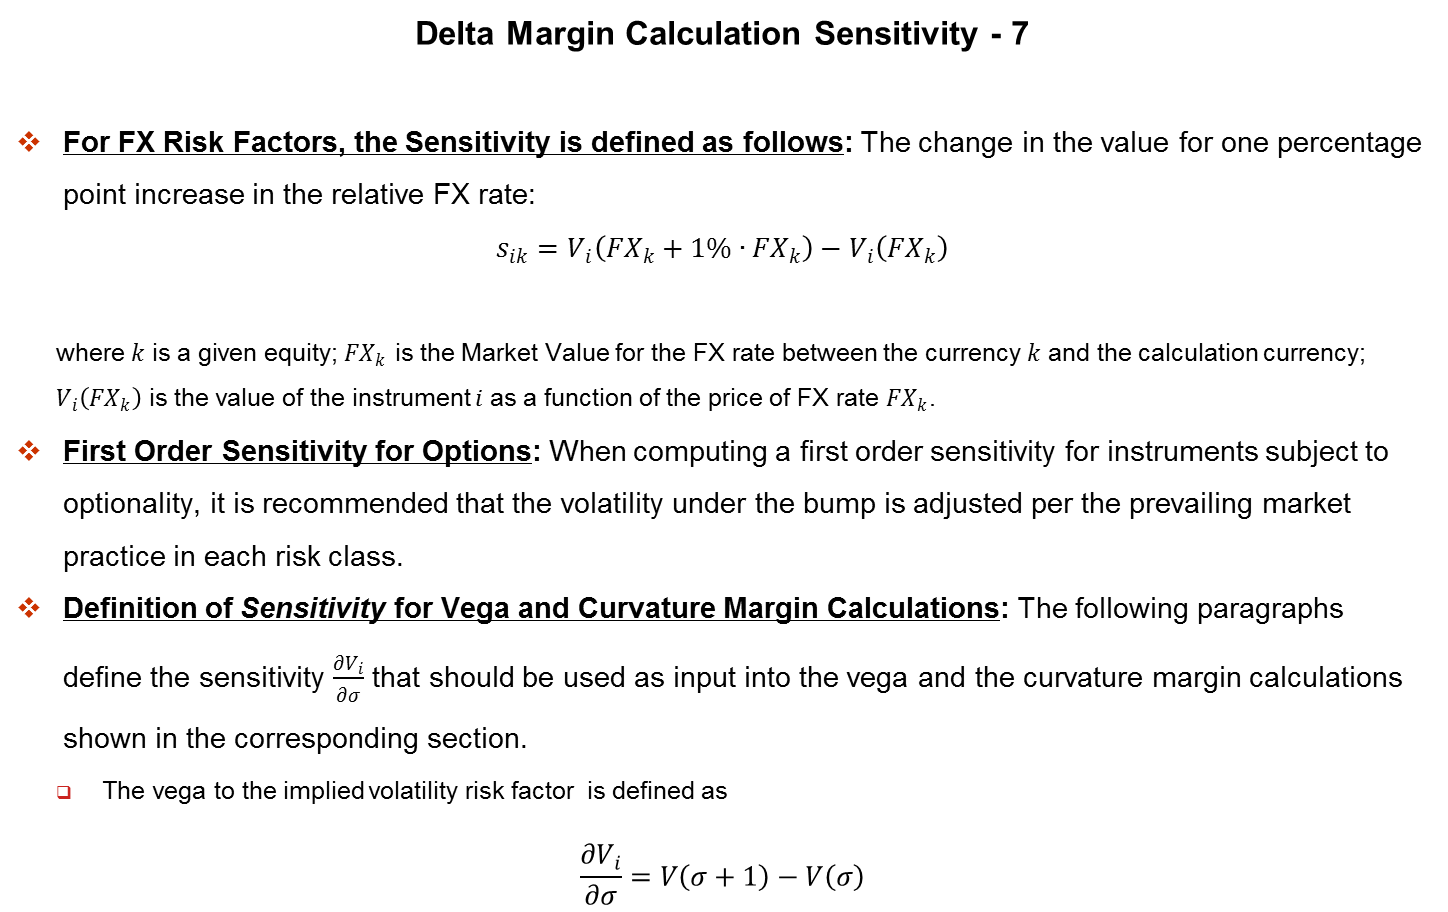 Delta Margin Calculation Sensitivity - 7
❖ For FX Risk Factors, the Sensitivity is defined as follows: The change in the value for one percentage
point increase in the relative FX rate:
s_{ik} = V_i(FX_k + 1% · FX_k) − V_i(FX_k)
where k is a given equity; FX_k is the Market Value for the FX rate between the currency k and the calculation currency;
V_i(FX_k) is the value of the instrument i as a function of the price of FX rate FX_k.
❖ First Order Sensitivity for Options: When computing a first order sensitivity for instruments subject to
optionality, it is recommended that the volatility under the bump is adjusted per the prevailing market
practice in each risk class.
❖ Definition of Sensitivity for Vega and Curvature Margin Calculations: The following paragraphs
define the sensitivity ∂V_i/∂σ that should be used as input into the vega and the curvature margin calculations
shown in the corresponding section.
❑ The vega to the implied volatility risk factor is defined as
∂V_i/∂σ = V(σ + 1) − V(σ)